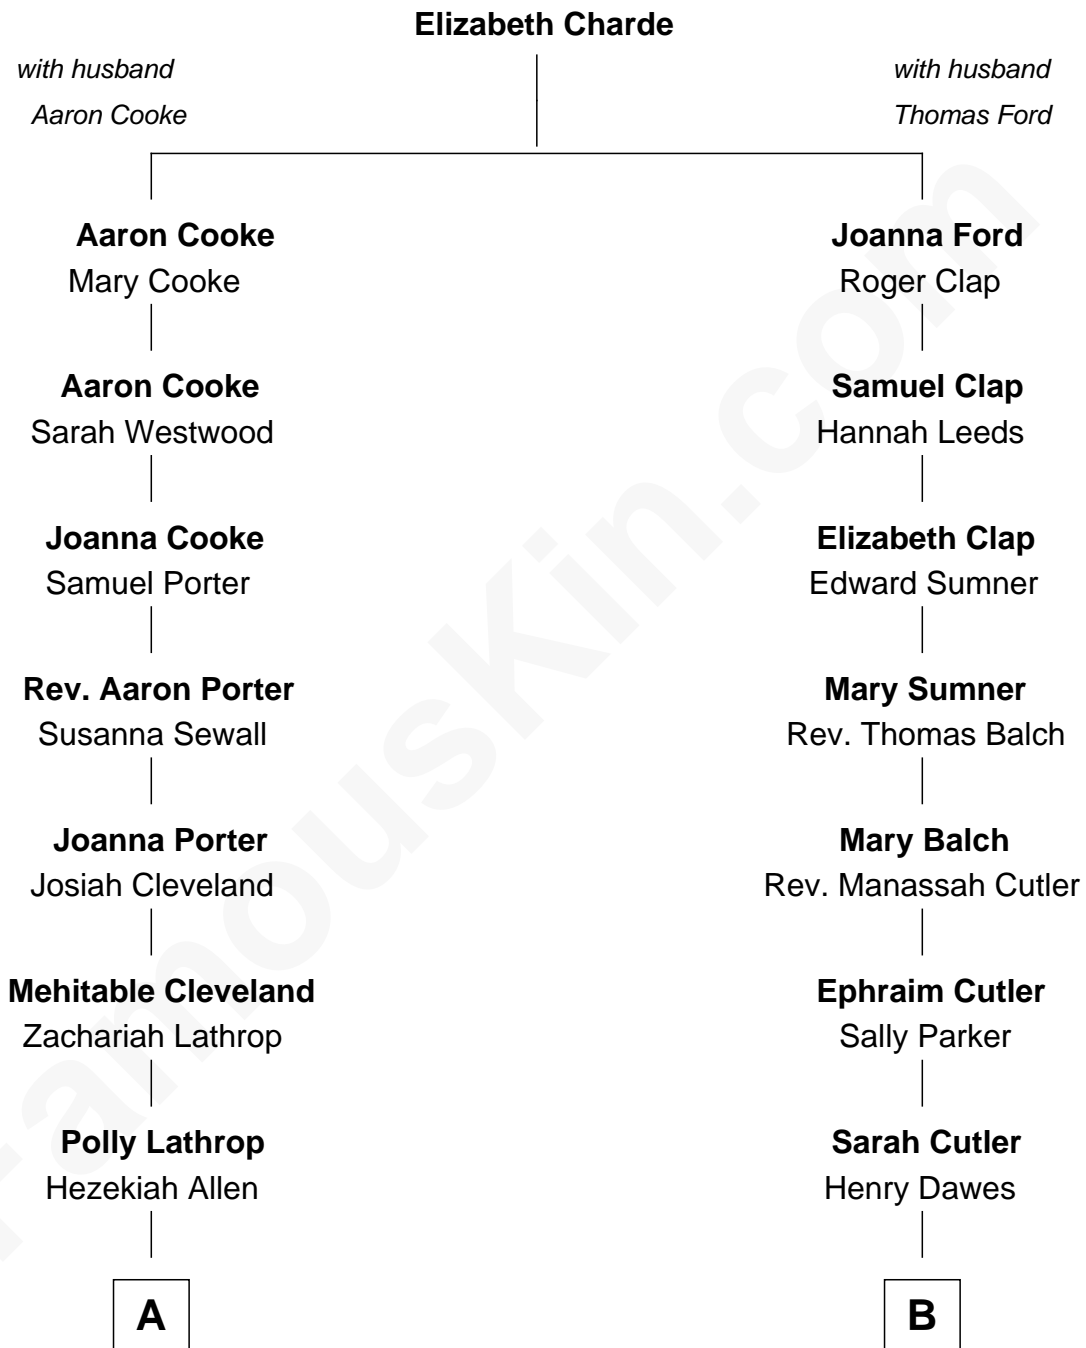 Elizabeth Charde
with husband
Aaron Cooke
with husband
Thomas Ford
Aaron Cooke
Mary Cooke
Joanna Ford
Roger Clap
Aaron Cooke
Sarah Westwood
Samuel Clap
Hannah Leeds
Joanna Cooke
Samuel Porter
Elizabeth Clap
Edward Sumner
Rev. Aaron Porter
Susanna Sewall
Mary Sumner
Rev. Thomas Balch
Joanna Porter
Josiah Cleveland
Mary Balch
Rev. Manassah Cutler
Mehitable Cleveland
Zachariah Lathrop
Ephraim Cutler
Sally Parker
Polly Lathrop
Hezekiah Allen
Sarah Cutler
Henry Dawes
A
B
FamousKin.com